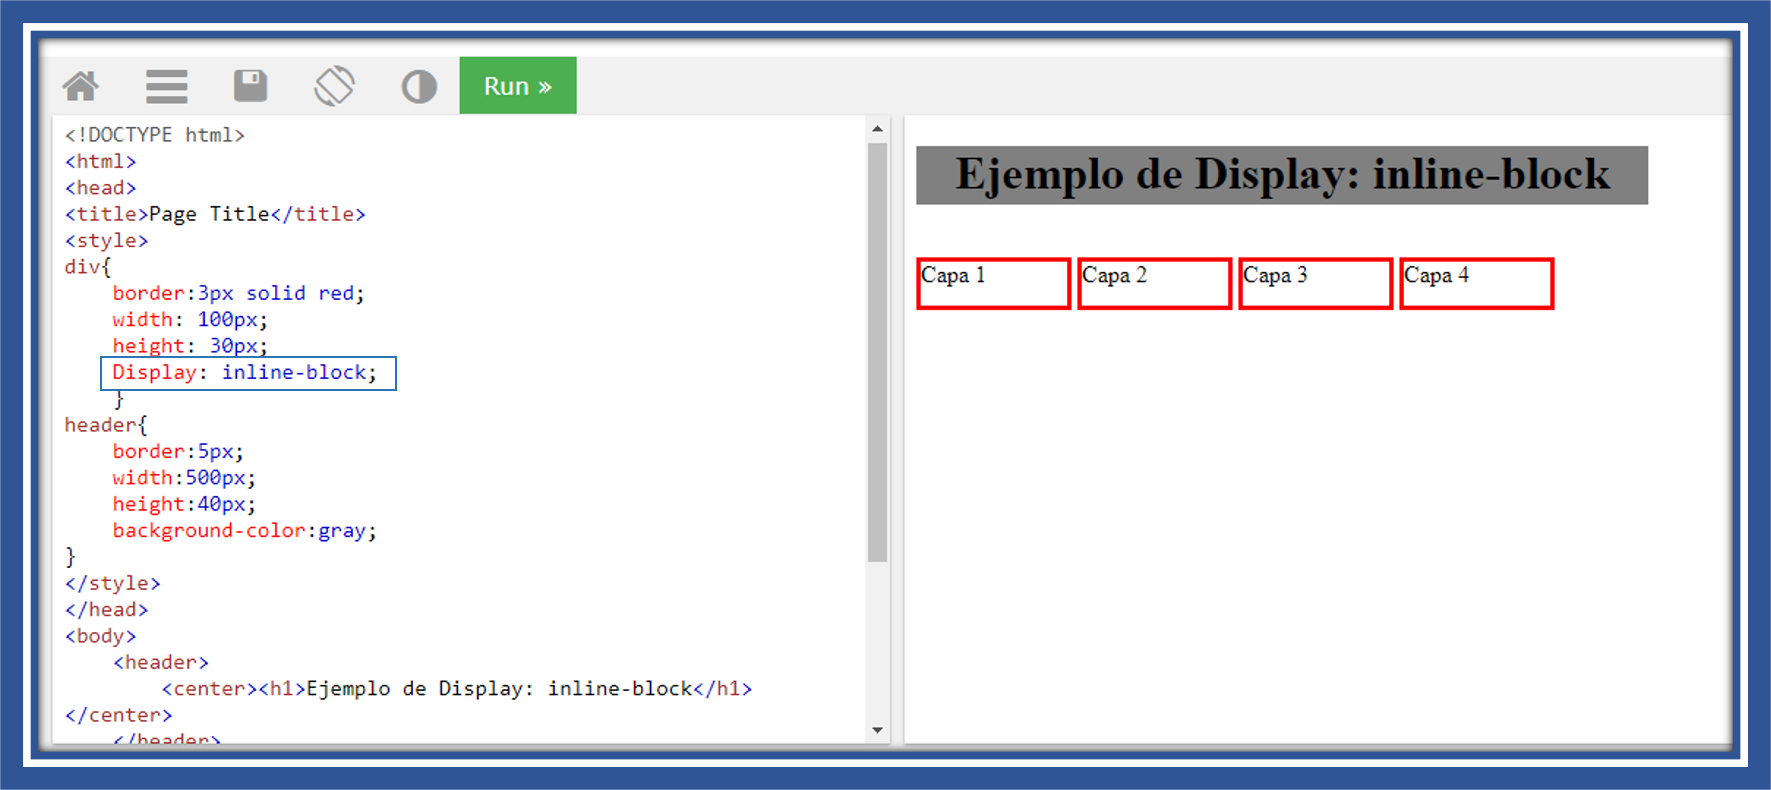 Run »
<!DOCTYPE html>
<html>
<head>
<title>Page Title</title>
<style>
div{
    border:3px solid red;
    width: 100px;
    height: 30px;
    Display: inline-block;
    }
header{
    border:5px;
    width:500px;
    height:40px;
    background-color:gray;
}
</style>
</head>
<body>
    <header>
        <center><h1>Ejemplo de Display: inline-block</h1>
</center>
    </header>
Ejemplo de Display: inline-block
Capa 1 Capa 2 Capa 3 Capa 4